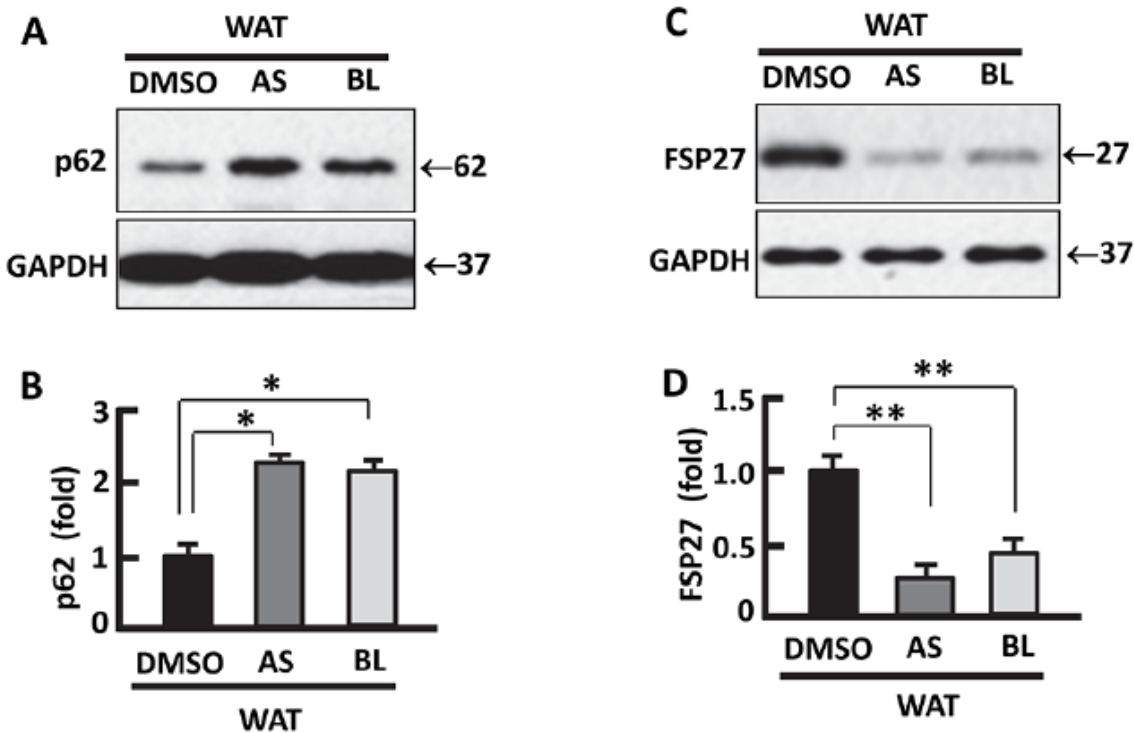 A
WAT
DMSO AS BL
p62 ←62
GAPDH ←37
C
WAT
DMSO AS BL
FSP27 ←27
GAPDH ←37
B
p62 (fold)
3
2
1
0
*
*
DMSO AS BL
WAT
D
FSP27 (fold)
1.5
1.0
0.5
0
**
**
DMSO AS BL
WAT